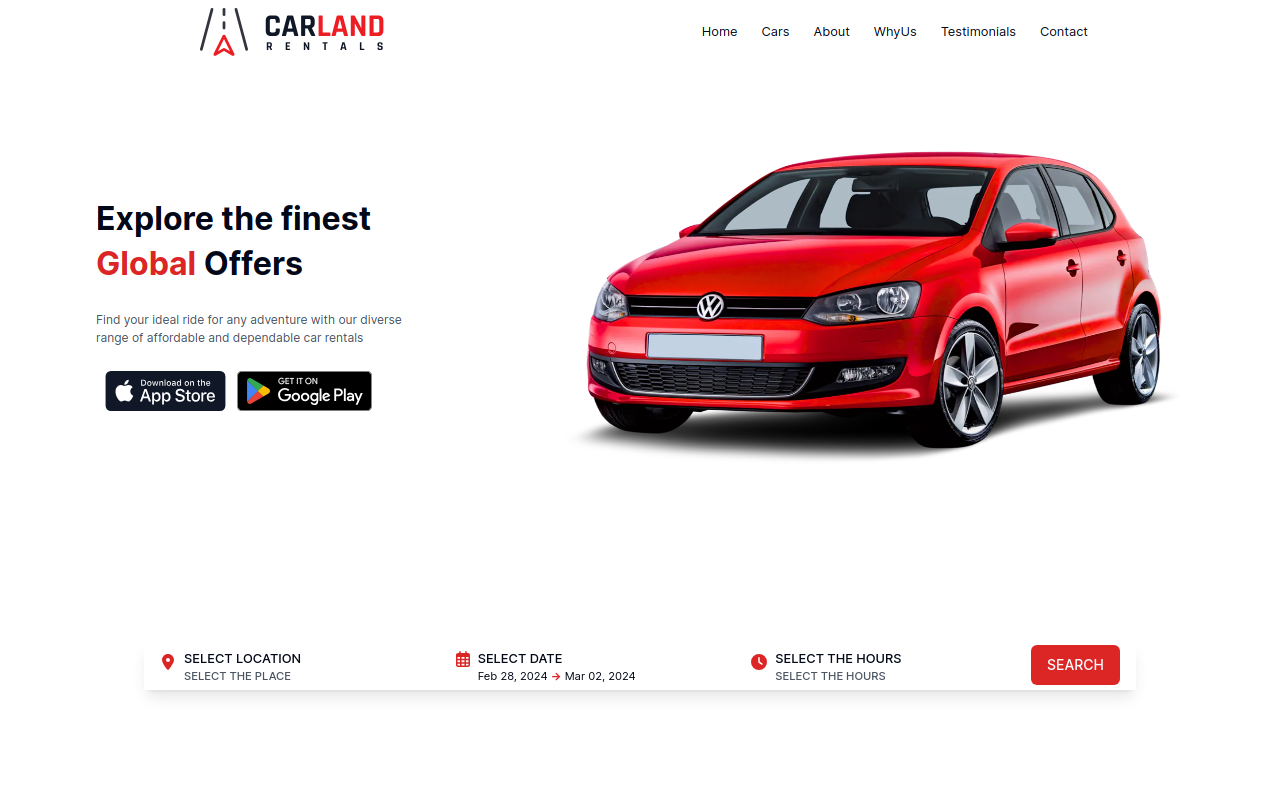 CARLAND
RENTALS
Home Cars About WhyUs Testimonials Contact
Explore the finest
Global Offers
Find your ideal ride for any adventure with our diverse
range of affordable and dependable car rentals
Download on the
App Store
GET IT ON
Google Play
SELECT LOCATION
SELECT THE PLACE
SELECT DATE
Feb 28, 2024 → Mar 02, 2024
SELECT THE HOURS
SELECT THE HOURS
SEARCH